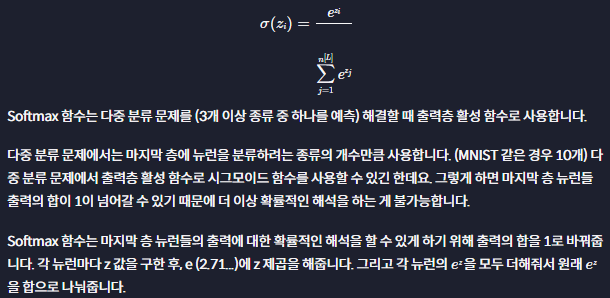 σ(zᵢ) = e^{zᵢ} / ∑_{j=1}^{n^{[L]}} e^{zⱼ}
Softmax 함수는 다중 분류 문제를 (3개 이상 종류 중 하나를 예측) 해결할 때 출력층 활성 함수로 사용합니다.
다중 분류 문제에서는 마지막 층에 뉴런을 분류하려는 종류의 개수만큼 사용합니다. (MNIST 같은 경우 10개) 다
중 분류 문제에서 출력층 활성 함수로 시그모이드 함수를 사용할 수 있긴 한데요. 그렇게 하면 마지막 층 뉴런들
출력의 합이 1이 넘어갈 수 있기 때문에 더 이상 확률적인 해석을 하는 게 불가능합니다.
Softmax 함수는 마지막 층 뉴런들의 출력에 대한 확률적인 해석을 할 수 있게 하기 위해 출력의 합을 1로 바꿔줍
니다. 각 뉴런마다 z 값을 구한 후, e (2.71...)에 z 제곱을 해줍니다. 그리고 각 뉴런의 e^z을 모두 더해줘서 원래 e^z
을 합으로 나눠줍니다.